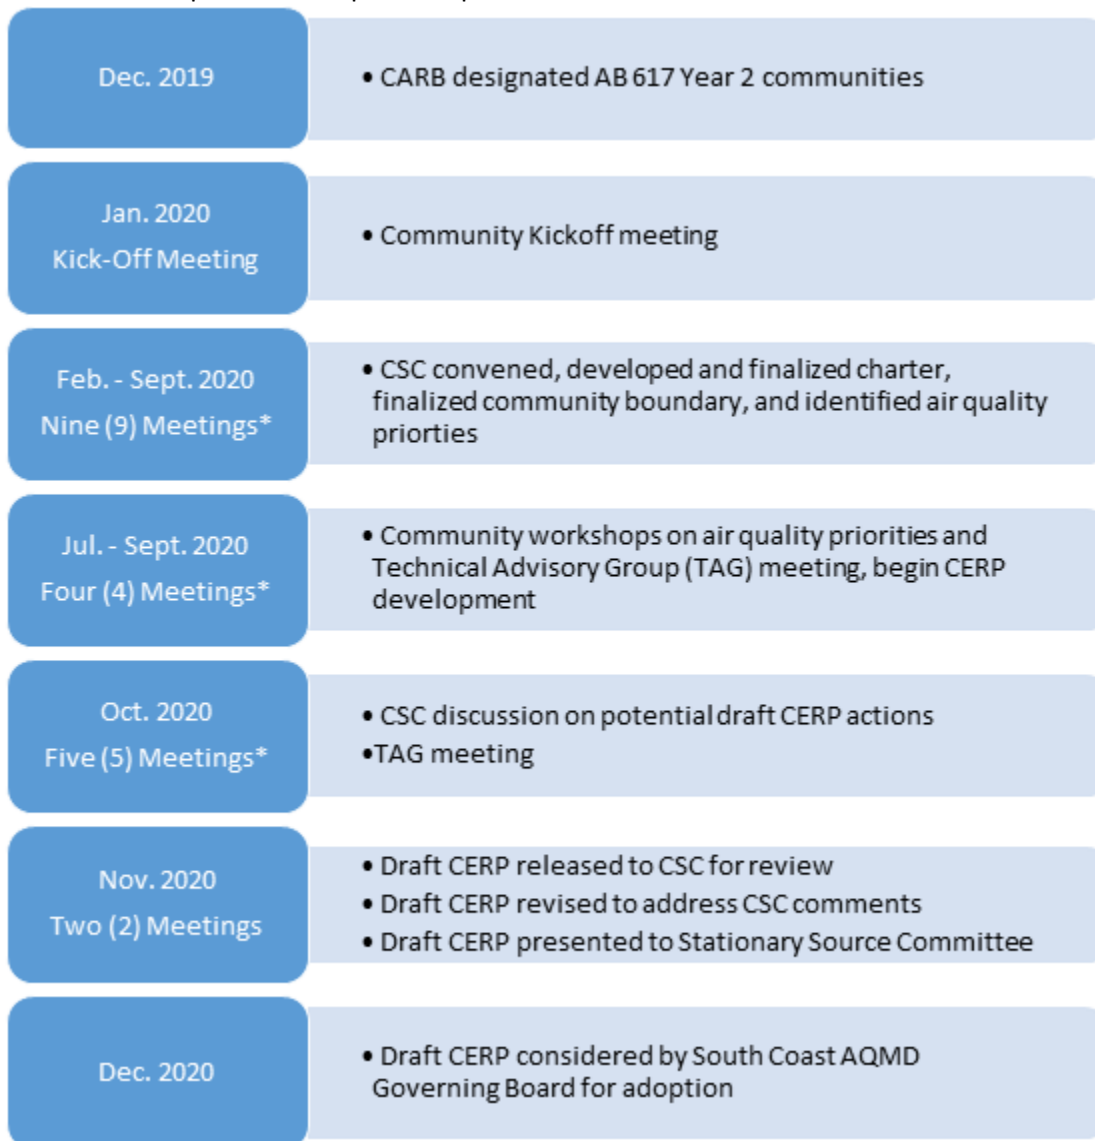 Dec. 2019
• CARB designated AB 617 Year 2 communities
Jan. 2020
Kick-Off Meeting
• Community Kickoff meeting
Feb. - Sept. 2020
Nine (9) Meetings*
• CSC convened, developed and finalized charter,
finalized community boundary, and identified air quality
priorties
Jul. - Sept. 2020
Four (4) Meetings*
• Community workshops on air quality priorities and
Technical Advisory Group (TAG) meeting, begin CERP
development
Oct. 2020
Five (5) Meetings*
• CSC discussion on potential draft CERP actions
•TAG meeting
Nov. 2020
Two (2) Meetings
• Draft CERP released to CSC for review
• Draft CERP revised to address CSC comments
• Draft CERP presented to Stationary Source Committee
Dec. 2020
• Draft CERP considered by South Coast AQMD
Governing Board for adoption